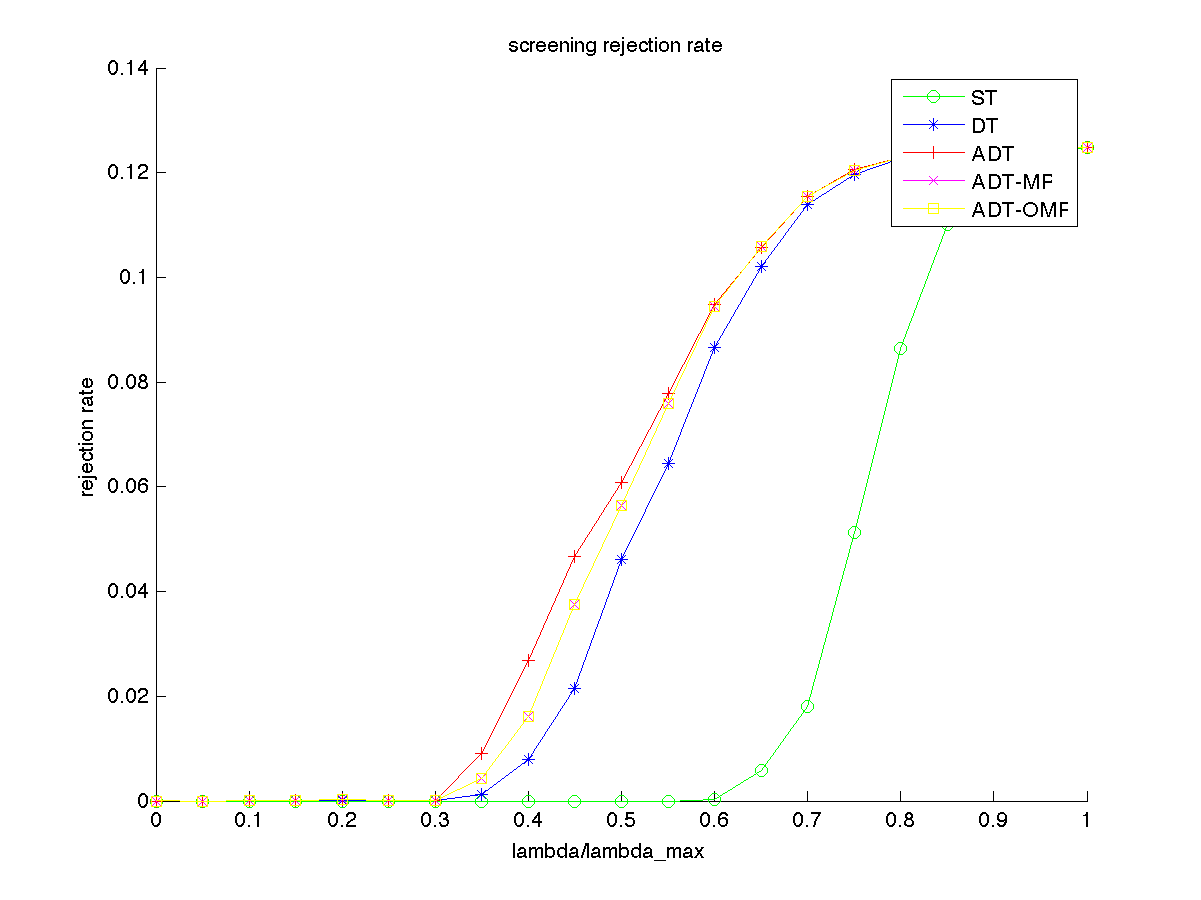 screening rejection rate
0.14
0.12
0.1
0.08
0.06
0.04
0.02
0
rejection rate
ST
DT
ADT
ADT-MF
ADT-OMF
0 0.1 0.2 0.3 0.4 0.5 0.6 0.7 0.8 0.9 1
lambda/lambda_max